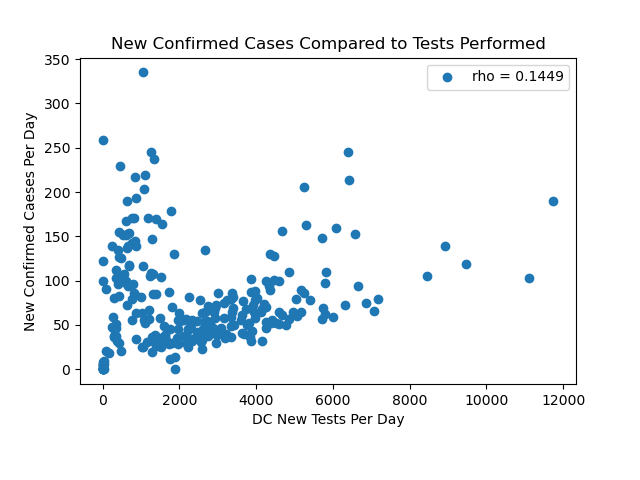 New Confirmed Cases Compared to Tests Performed
rho = 0.1449
350
300
250
200
150
100
50
0
New Confirmed Caeses Per Day
0 2000 4000 6000 8000 10000 12000
DC New Tests Per Day